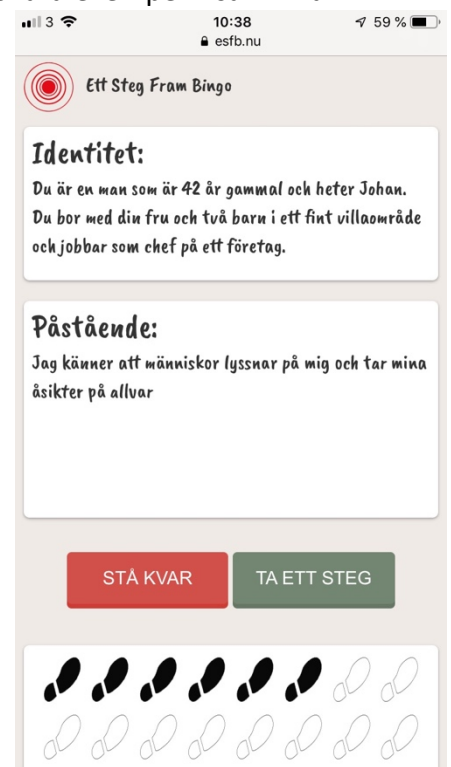 3
10:38
59 %
esfb.nu
Ett Steg Fram Bingo
Identitet:
Du är en man som är 42 år gammal och heter Johan.
Du bor med din fru och två barn i ett fint villaområde
och jobbar som chef på ett företag.
Påstående:
Jag känner att människor lyssnar på mig och tar mina
åsikter på allvar
STÅ KVAR
TA ETT STEG